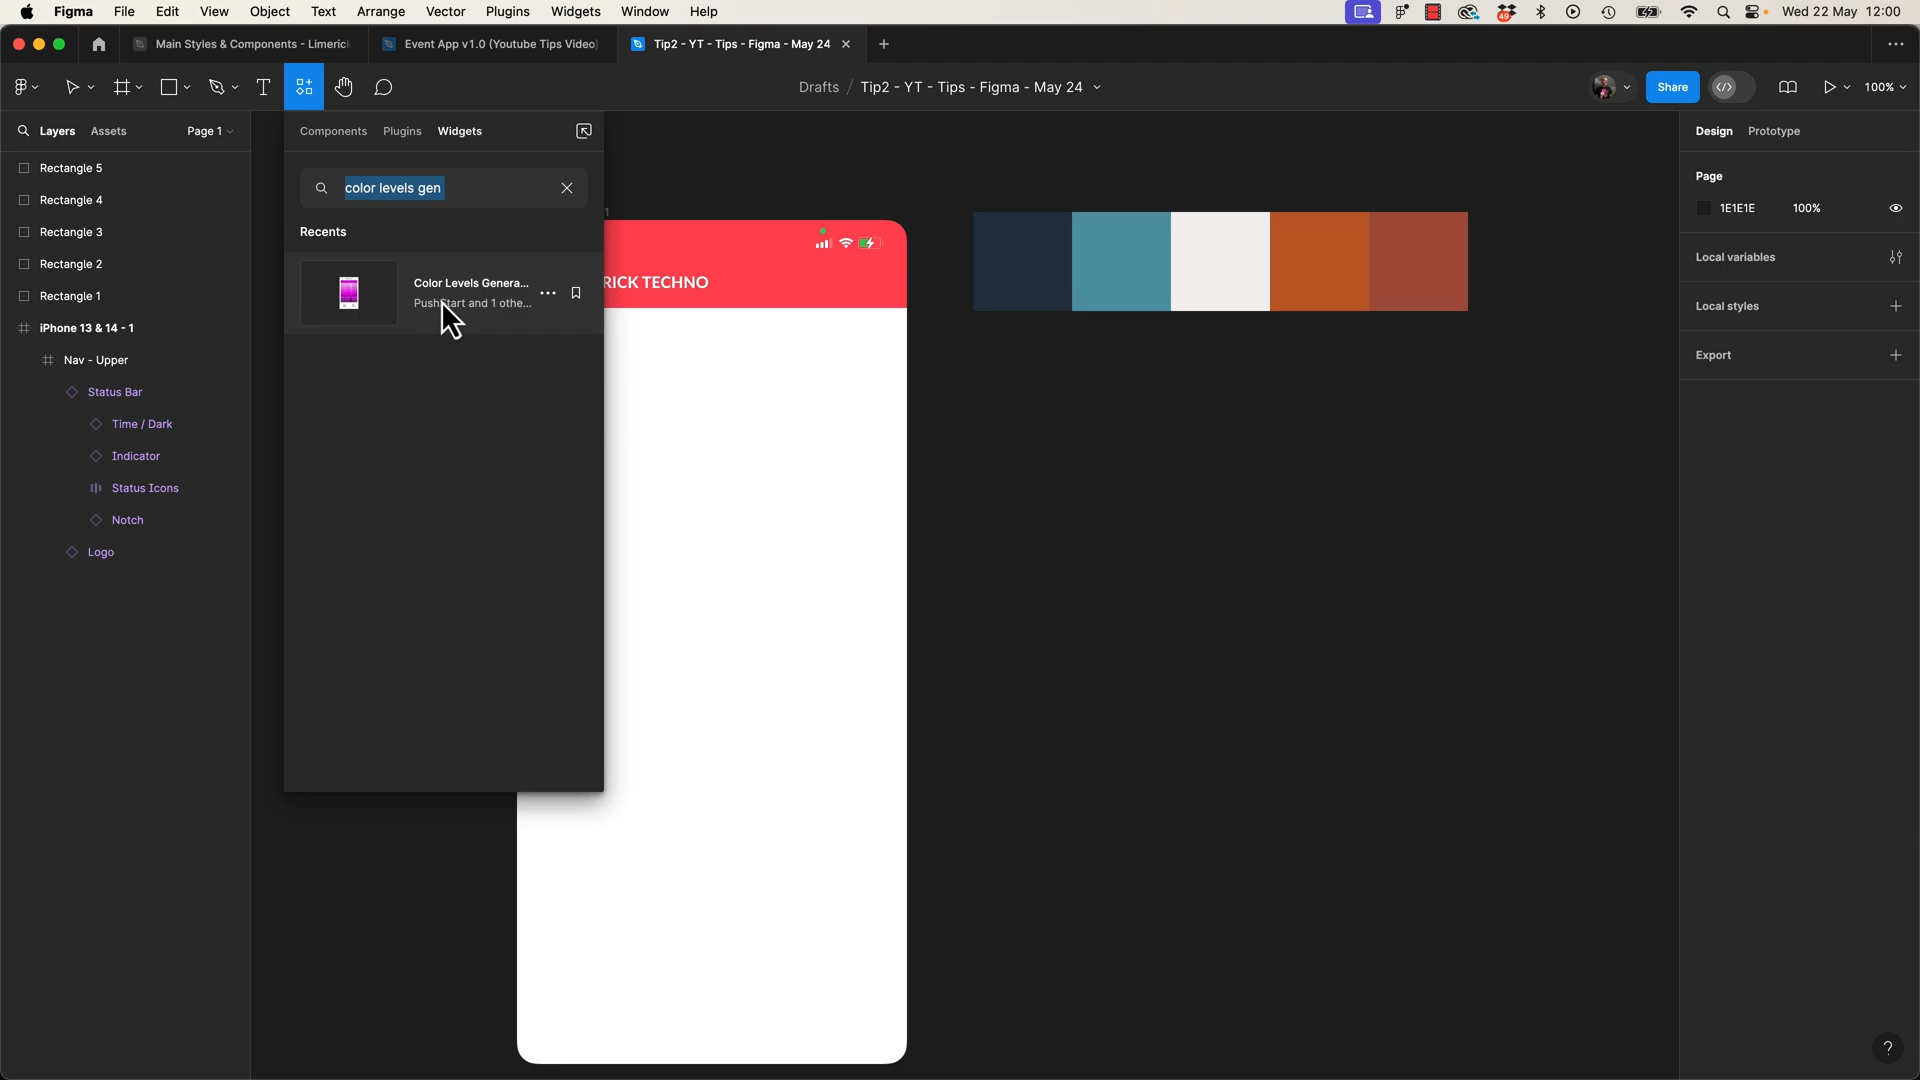 Figma File Edit View Object Text Arrange Vector Plugins Widgets Window Help
49
Wed 22 May 12:00
Main Styles & Components - Limerick
Event App v1.0 (Youtube Tips Video)
Tip2 - YT - Tips - Figma - May 24
Drafts / Tip2 - YT - Tips - Figma - May 24
Share
100%
Layers Assets
Page 1
Rectangle 5
Rectangle 4
Rectangle 3
Rectangle 2
Rectangle 1
iPhone 13 & 14 - 1
Nav - Upper
Status Bar
Time / Dark
Indicator
Status Icons
Notch
Logo
Components Plugins Widgets
color levels gen
Recents
Color Levels Genera...
PushStart and 1 othe...
1
RICK TECHNO
Design Prototype
Page
1E1E1E 100%
Local variables
Local styles
Export
?